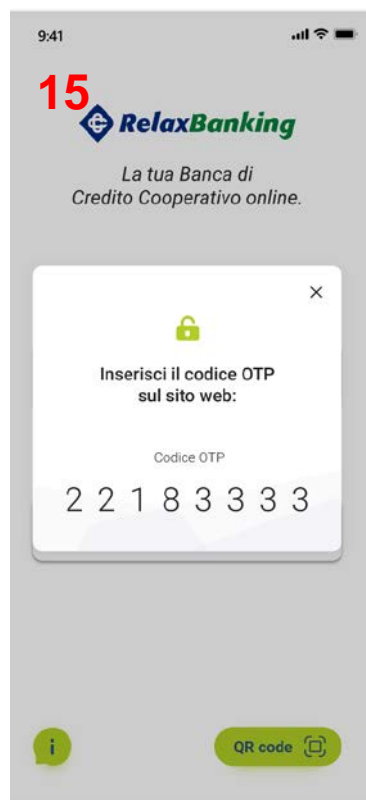 9:41
15
RelaxBanking
La tua Banca di
Credito Cooperativo online.
Inserisci il codice OTP
sul sito web:
Codice OTP
2 2 1 8 3 3 3 3
i
QR code